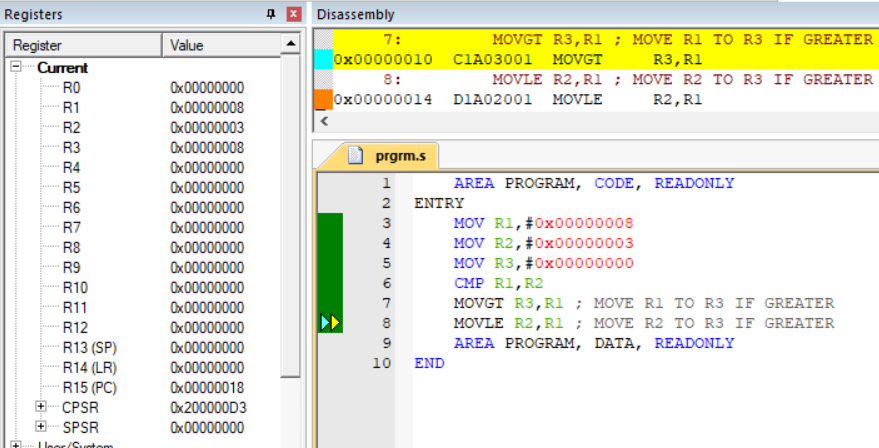 Registers
Register Value
Current
R0 0x00000000
R1 0x00000008
R2 0x00000003
R3 0x00000008
R4 0x00000000
R5 0x00000000
R6 0x00000000
R7 0x00000000
R8 0x00000000
R9 0x00000000
R10 0x00000000
R11 0x00000000
R12 0x00000000
R13 (SP) 0x00000000
R14 (LR) 0x00000000
R15 (PC) 0x00000018
CPSR 0x200000D3
SPSR 0x00000000
User/System
Disassembly
7: MOVGT R3,R1 ; MOVE R1 TO R3 IF GREATER
0x00000010 C1A03001 MOVGT R3,R1
8: MOVLE R2,R1 ; MOVE R2 TO R3 IF GREATER
0x00000014 D1A02001 MOVLE R2,R1
prgrm.s
1 AREA PROGRAM, CODE, READONLY
2 ENTRY
3 MOV R1,#0x00000008
4 MOV R2,#0x00000003
5 MOV R3,#0x00000000
6 CMP R1,R2
7 MOVGT R3,R1 ; MOVE R1 TO R3 IF GREATER
8 MOVLE R2,R1 ; MOVE R2 TO R3 IF GREATER
9 AREA PROGRAM, DATA, READONLY
10 END